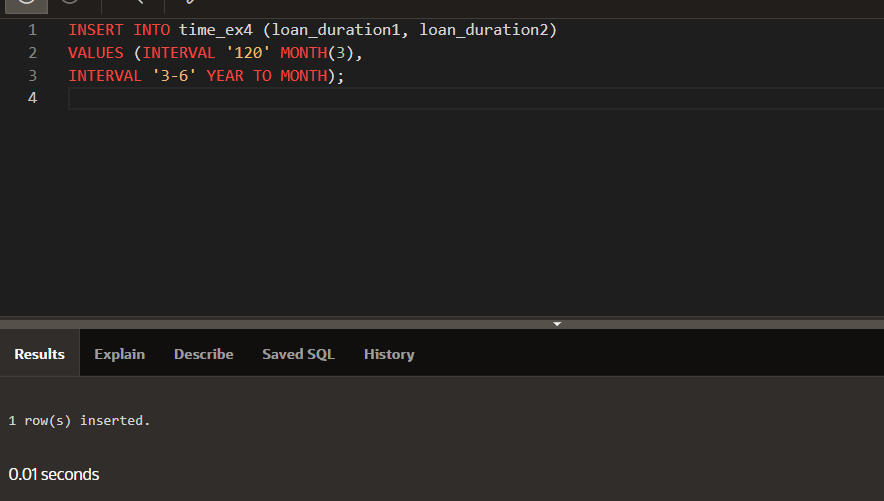 1 INSERT INTO time_ex4 (loan_duration1, loan_duration2)
2 VALUES (INTERVAL '120' MONTH(3),
3 INTERVAL '3-6' YEAR TO MONTH);
4
Results Explain Describe Saved SQL History
1 row(s) inserted.
0.01 seconds